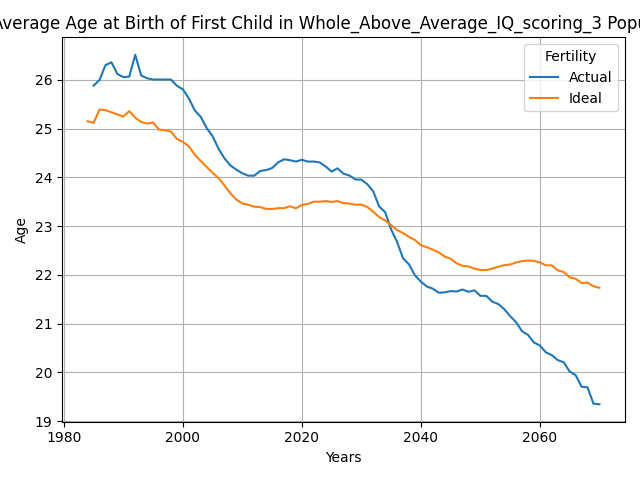 Average Age at Birth of First Child in Whole_Above_Average_IQ_scoring_3
Fertility
Actual
Ideal
Age
26
25
24
23
22
21
20
19
1980 2000 2020 2040 2060
Years